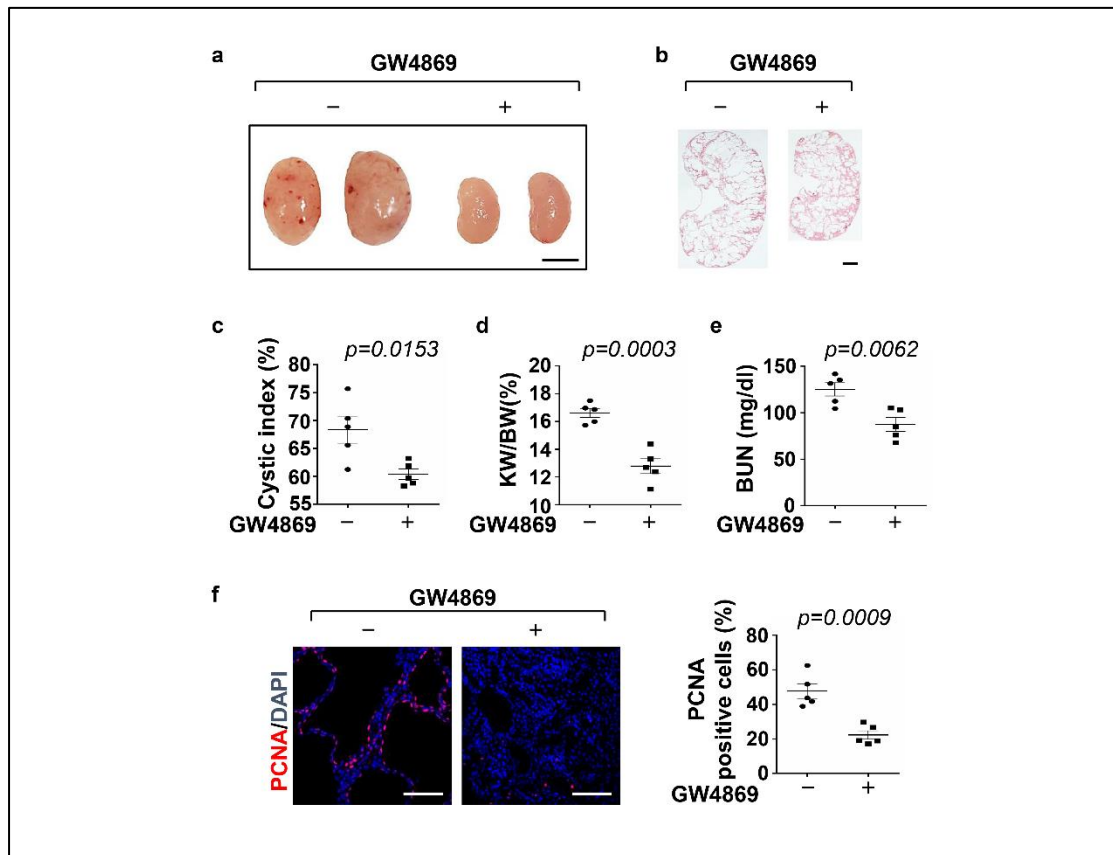 a
GW4869
− +
b
GW4869
− +
c
p=0.0153
Cystic index (%)
80
75
70
65
60
55
GW4869 − +
d
p=0.0003
KW/BW(%)
20
18
16
14
12
10
GW4869 − +
e
p=0.0062
BUN (mg/dl)
150
100
50
0
GW4869 − +
f
GW4869
− +
PCNA/DAPI
p=0.0009
PCNA
positive cells (%)
80
60
40
20
0
GW4869 − +